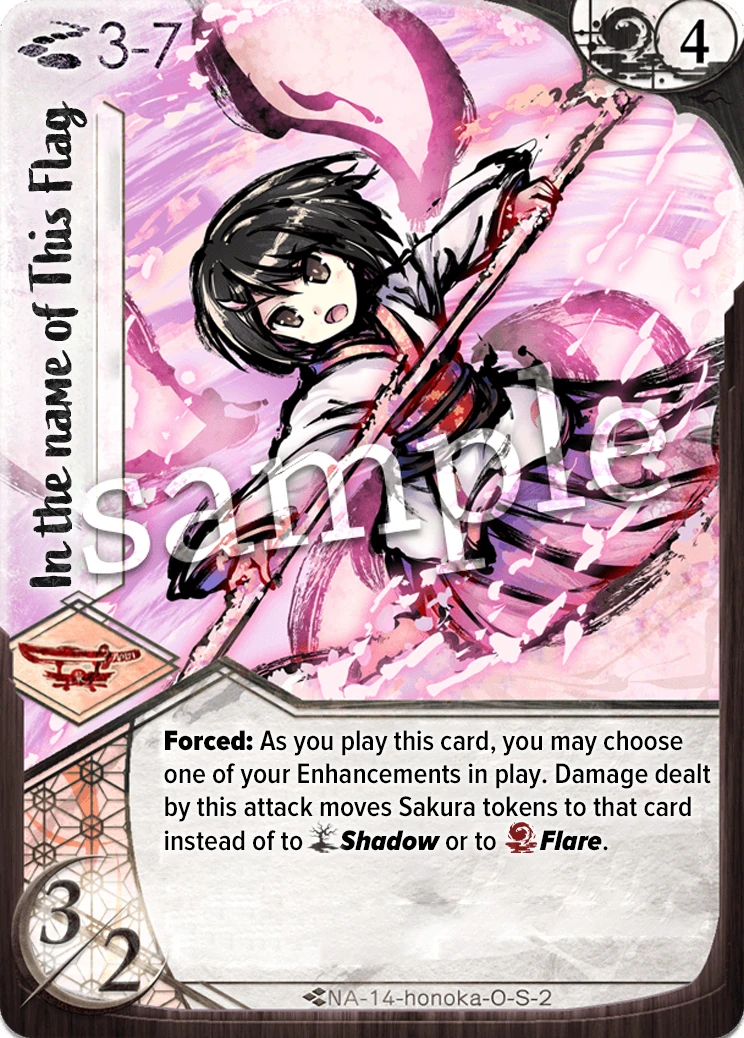 3-7
4
In the name of This Flag
sample
Forced: As you play this card, you may choose
one of your Enhancements in play. Damage dealt
by this attack moves Sakura tokens to that card
instead of to Shadow or to Flare.
3/2
NA-14-honoka-O-S-2